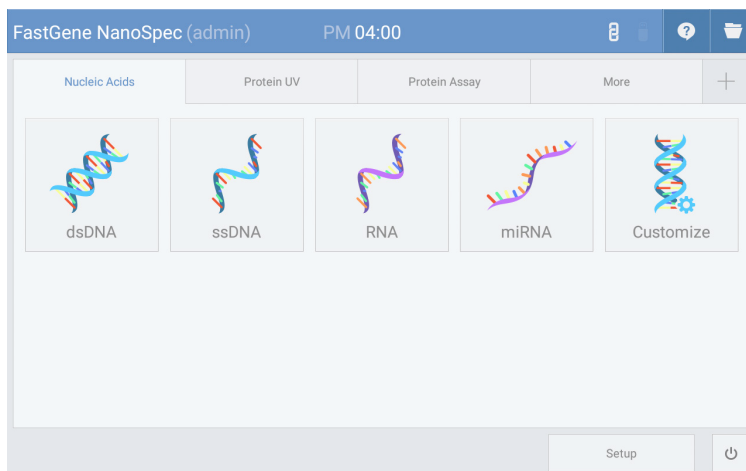 FastGene NanoSpec (admin) PM 04:00
Nucleic Acids Protein UV Protein Assay More
dsDNA ssDNA RNA miRNA Customize
Setup